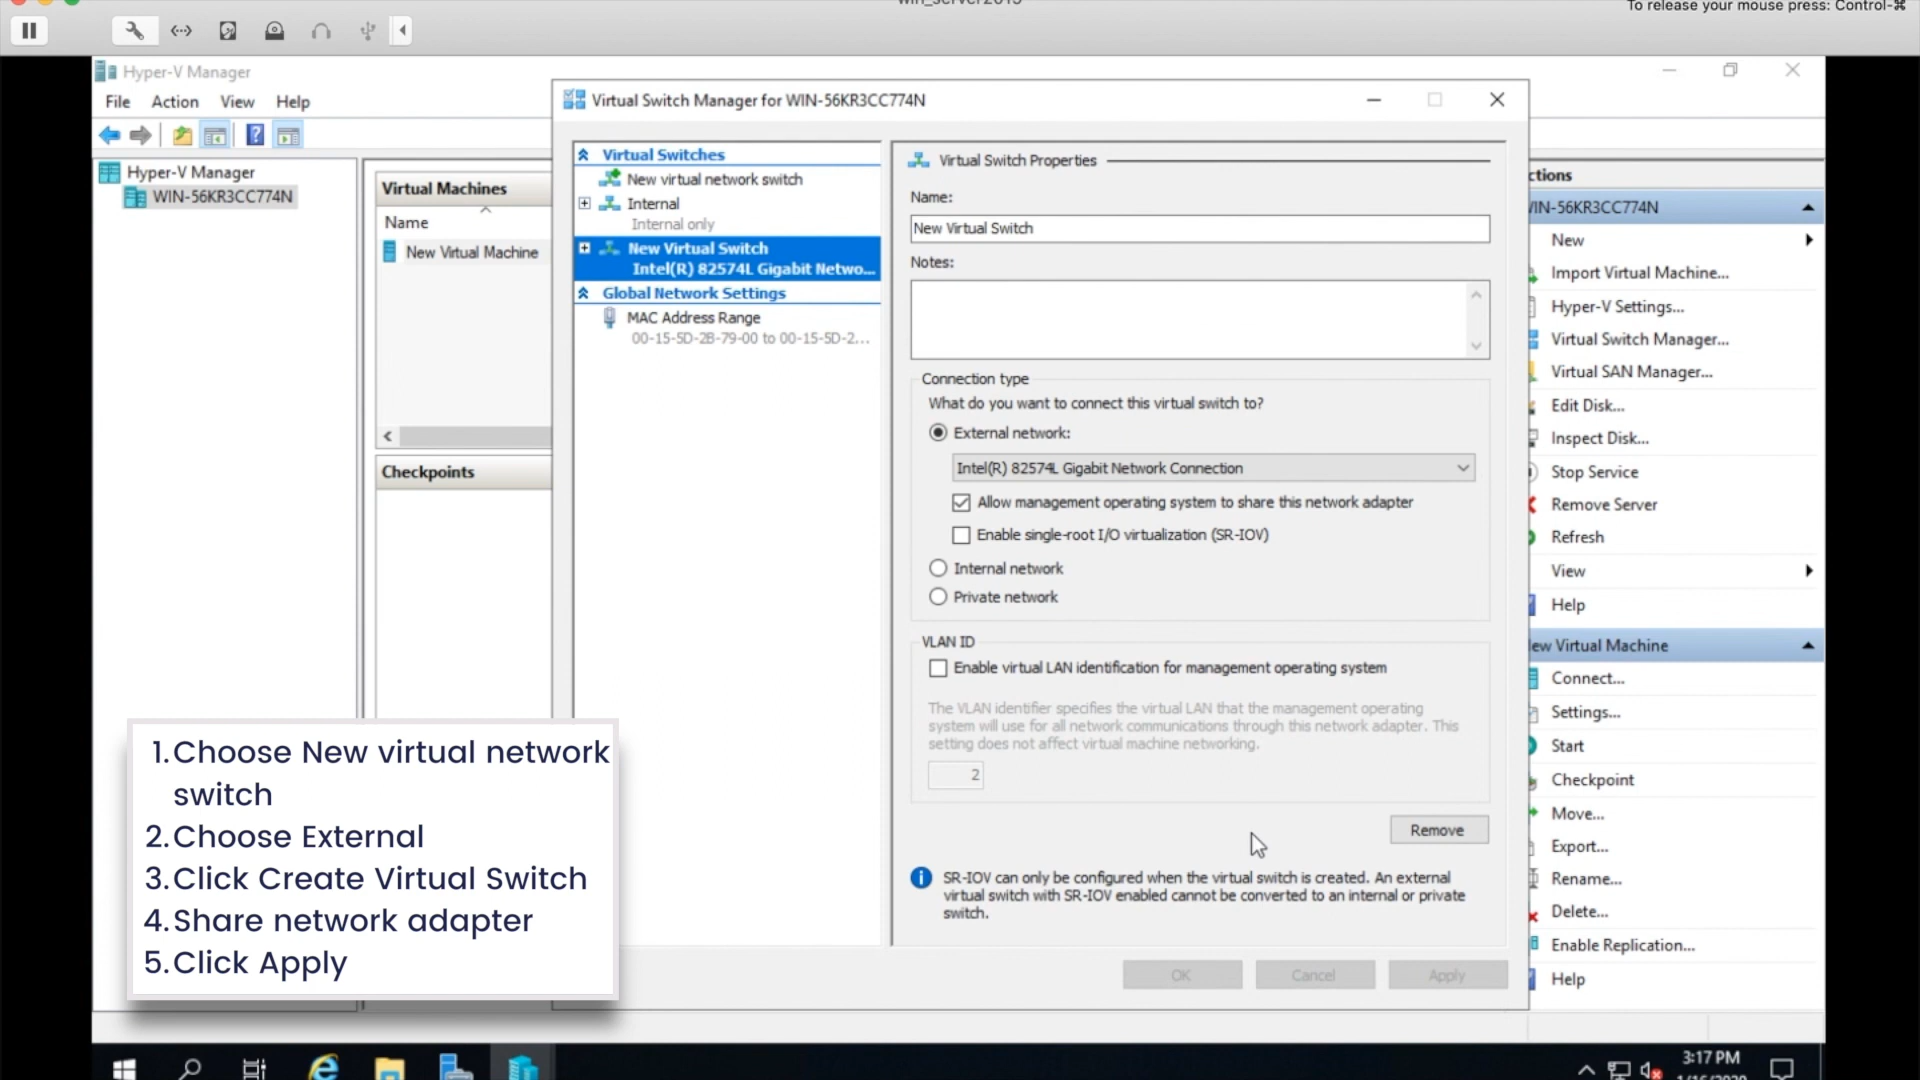 To release your mouse press: Control-⌘
Hyper-V Manager
File Action View Help
Hyper-V Manager
WIN-56KR3CC774N
Virtual Machines
Name
New Virtual Machine
Checkpoints
Virtual Switch Manager for WIN-56KR3CC774N
Virtual Switches
New virtual network switch
Internal
Internal only
New Virtual Switch
Intel(R) 82574L Gigabit Netwo...
Global Network Settings
MAC Address Range
00-15-5D-2B-79-00 to 00-15-5D-2...
Virtual Switch Properties
Name:
New Virtual Switch
Notes:
Connection type
What do you want to connect this virtual switch to?
External network:
Intel(R) 82574L Gigabit Network Connection
Allow management operating system to share this network adapter
Enable single-root I/O virtualization (SR-IOV)
Internal network
Private network
VLAN ID
Enable virtual LAN identification for management operating system
The VLAN identifier specifies the virtual LAN that the management operating
system will use for all network communications through this network adapter. This
setting does not affect virtual machine networking.
2
Remove
SR-IOV can only be configured when the virtual switch is created. An external
virtual switch with SR-IOV enabled cannot be converted to an internal or private
switch.
OK Cancel Apply
ctions
IN-56KR3CC774N
New
Import Virtual Machine...
Hyper-V Settings...
Virtual Switch Manager...
Virtual SAN Manager...
Edit Disk...
Inspect Disk...
Stop Service
Remove Server
Refresh
View
Help
ew Virtual Machine
Connect...
Settings...
Start
Checkpoint
Move...
Export...
Rename...
Delete...
Enable Replication...
Help
1. Choose New virtual network
switch
2. Choose External
3. Click Create Virtual Switch
4. Share network adapter
5. Click Apply
3:17 PM